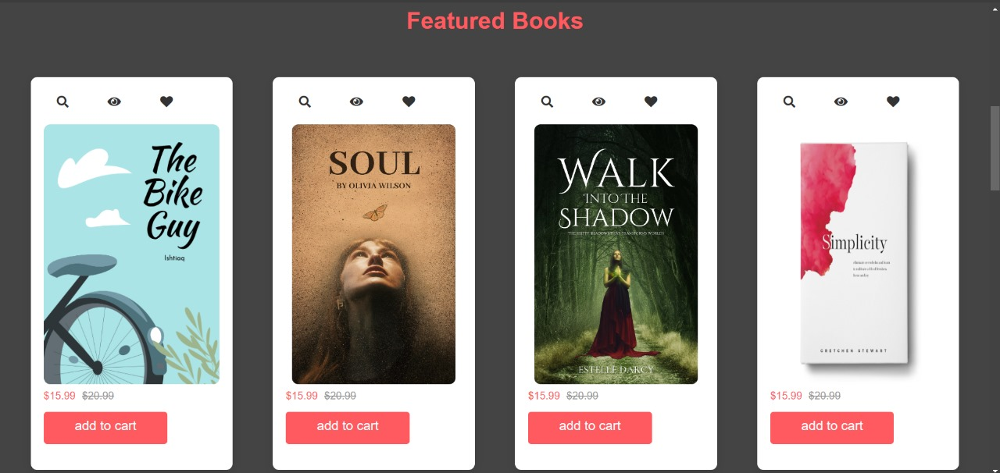 Featured Books
The
Bike
Guy
Ishtiaq
$15.99 $20.99
add to cart
SOUL
BY OLIVIA WILSON
$15.99 $20.99
add to cart
WALK
INTO THE
SHADOW
ESTELLE DARCY
$15.99 $20.99
add to cart
Simplicity
GRETCHEN STEWART
$15.99 $20.99
add to cart